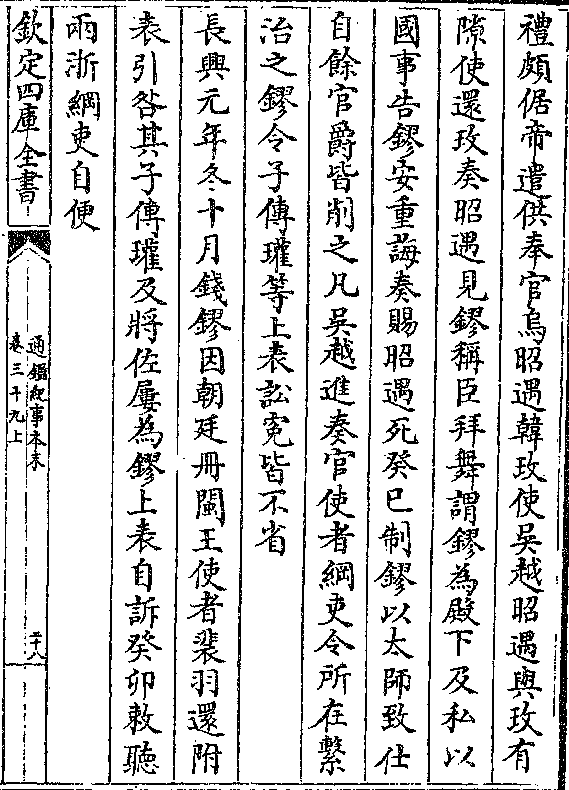 禮頗倨帝遣供奉官烏昭遇韓玫使吳越昭遇與玫有
隙使還玫奏昭遇見鏐稱臣拜舞謂鏐為殿下及私以
國事告鏐安重誨奏賜昭遇死癸巳制鏐以太師致仕
自餘官爵皆削之凡吳越進奏官使者綱吏令所在繫
治之鏐令子傳瓘等上表訟寃皆不省
長興元年冬十月錢鏐因朝廷冊閩王使者裴羽還附
表引咎其子傳瓘及將佐屢為鏐上表自訴癸卯敕聽
兩浙綱吏自便
欽定四庫全書
通鑑紀事本末
卷三十九上
二十八